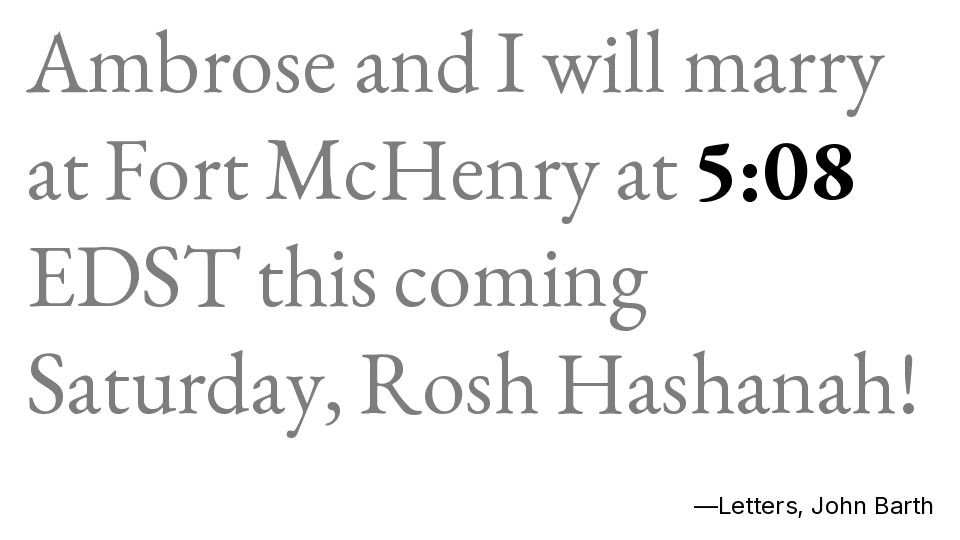 Ambrose and I will marry
at Fort McHenry at 5:08
EDST this coming
Saturday, Rosh Hashanah!
—Letters, John Barth